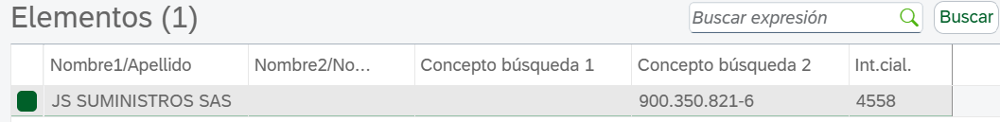 Elementos (1)
Buscar expresión
Buscar
Nombre1/Apellido Nombre2/No... Concepto búsqueda 1 Concepto búsqueda 2 Int.cial.
JS SUMINISTROS SAS 900.350.821-6 4558